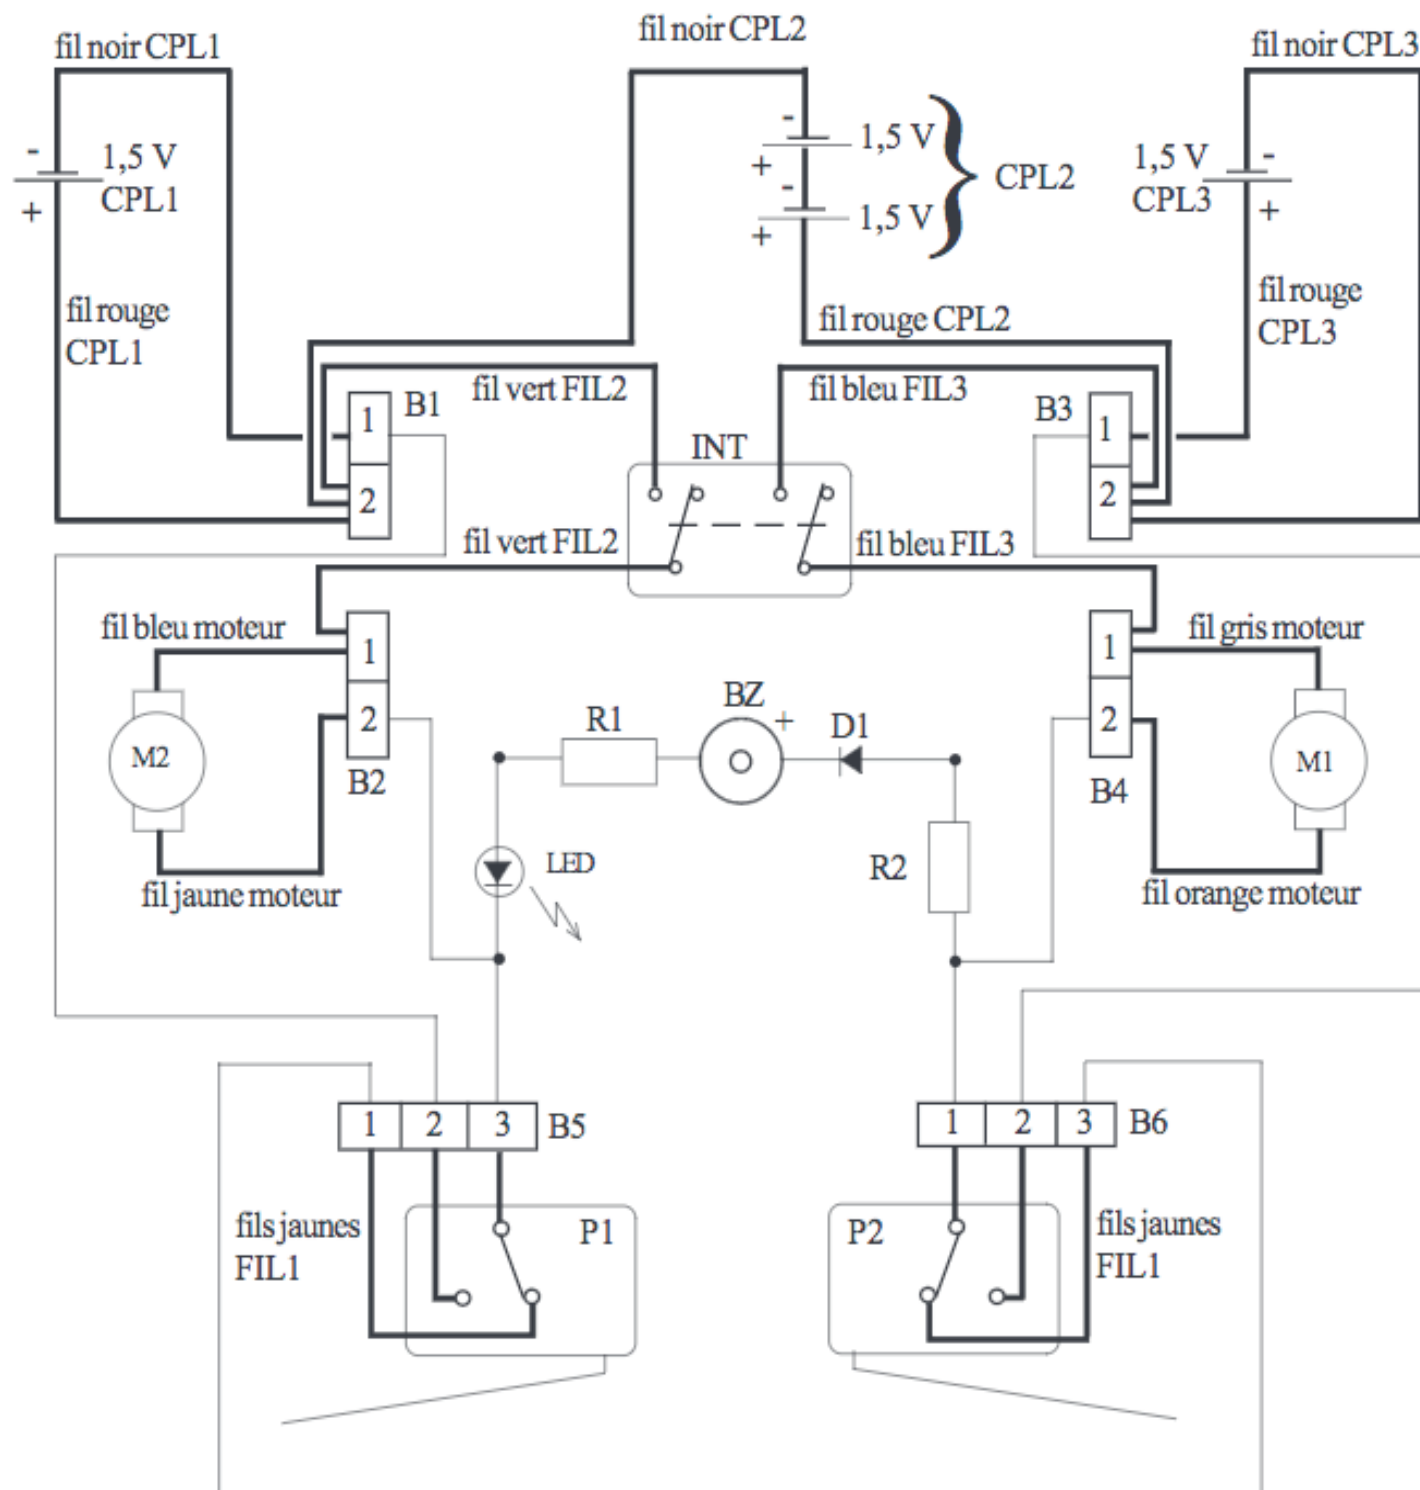 fil noir CPL1
fil noir CPL2
fil noir CPL3
-
1,5 V
CPL1
+
-
1,5 V
+
-
1,5 V
+
CPL2
1,5 V
CPL3
-
+
fil rouge
CPL1
fil rouge CPL2
fil rouge
CPL3
fil vert FIL2
fil bleu FIL3
1
B1
2
INT
B3
1
2
fil vert FIL2
fil bleu FIL3
fil bleu moteur
1
2
B2
M2
fil jaune moteur
R1
BZ
+
D1
LED
R2
fil gris moteur
1
2
B4
M1
fil orange moteur
1
2
3
B5
1
2
3
B6
fils jaunes
FIL1
P1
P2
fils jaunes
FIL1